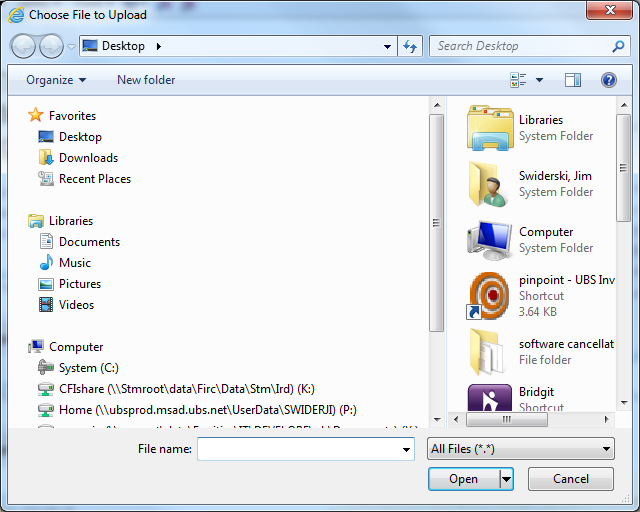 Choose File to Upload
Desktop
Search Desktop
Organize
New folder
Favorites
Desktop
Downloads
Recent Places
Libraries
Documents
Music
Pictures
Videos
Computer
System (C:)
CFIshare (\\Stmroot\data\Firc\Data\Stm\Ird) (K:)
Home (\\ubsprod.msad.ubs.net\UserData\SWIDERJI) (P:)
Libraries
System Folder
Swiderski, Jim
System Folder
Computer
System Folder
pinpoint - UBS Inv
Shortcut
3.64 KB
software cancellat
File folder
Bridgit
Shortcut
File name:
All Files (*.*)
Open
Cancel